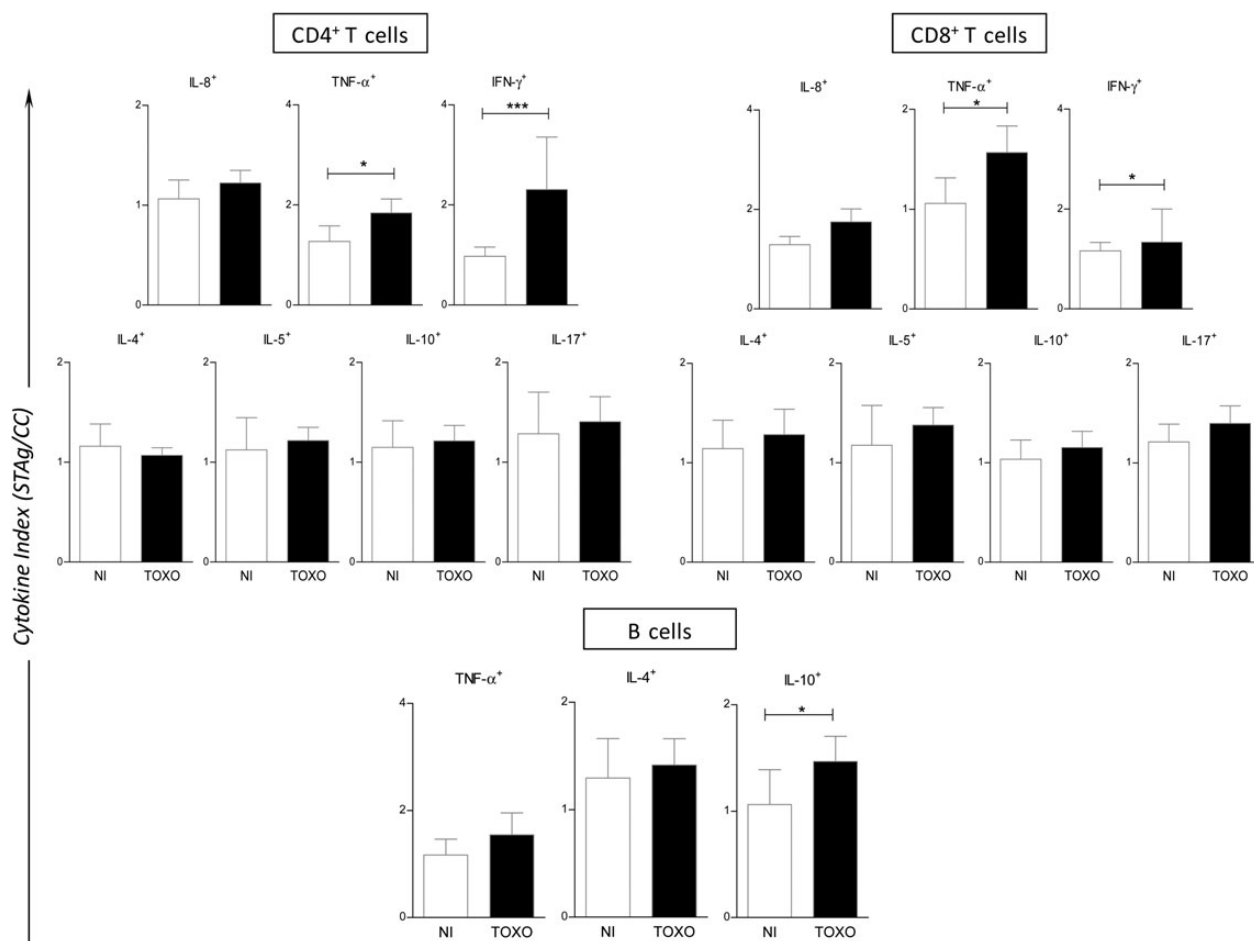 CD4⁺ T cells
CD8⁺ T cells
IL-8⁺
TNF-α⁺
IFN-γ⁺
IL-8⁺
TNF-α⁺
IFN-γ⁺
2
1
0
4
2
0
*
4
2
0
***
4
2
0
2
1
0
*
4
2
0
*
IL-4⁺
IL-5⁺
IL-10⁺
IL-17⁺
IL-4⁺
IL-5⁺
IL-10⁺
IL-17⁺
2
1
0
2
1
0
2
1
0
2
1
0
2
1
0
2
1
0
2
1
0
2
1
0
NI TOXO
NI TOXO
NI TOXO
NI TOXO
NI TOXO
NI TOXO
NI TOXO
NI TOXO
Cytokine Index (STAg/CC)
B cells
TNF-α⁺
IL-4⁺
IL-10⁺
4
2
0
2
1
0
2
1
0
*
NI TOXO
NI TOXO
NI TOXO